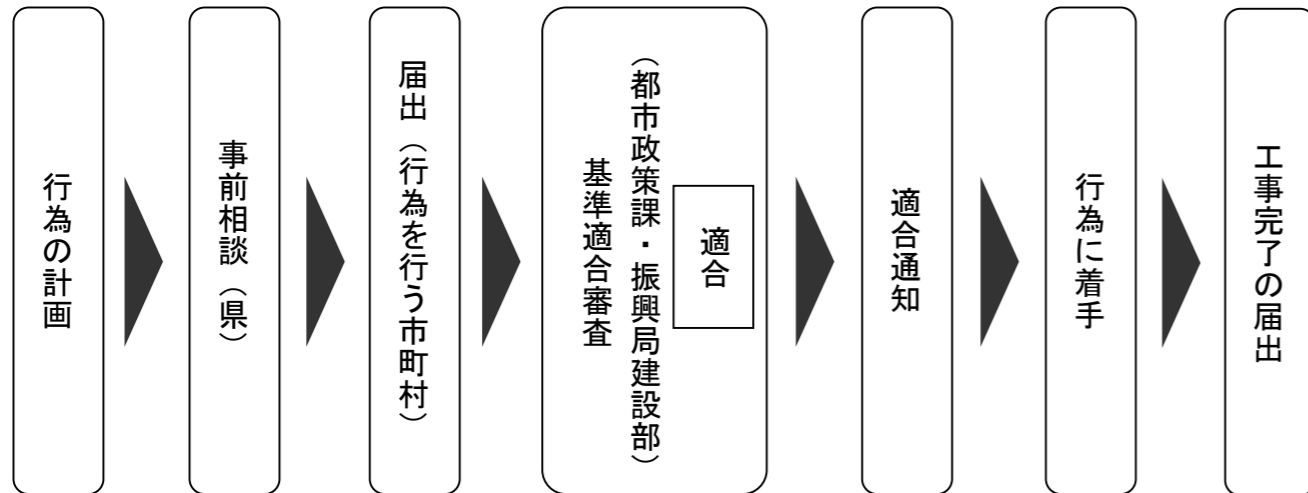 行為の計画
事前相談（県）
届出（行為を行う市町村）
基準適合審査
（都市政策課・振興局建設部）
適合
適合通知
行為に着手
工事完了の届出